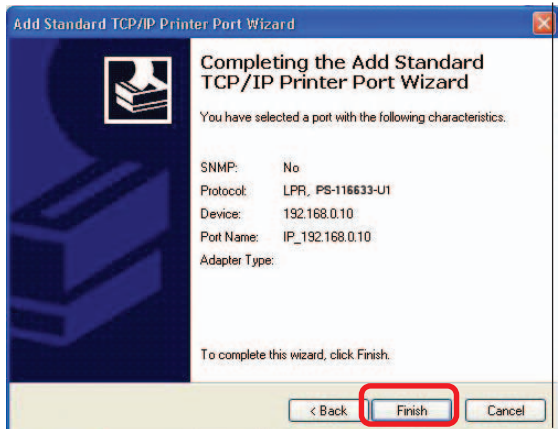 Add Standard TCP/IP Printer Port Wizard
Completing the Add Standard
TCP/IP Printer Port Wizard
You have selected a port with the following characteristics.
SNMP: No
Protocol: LPR, PS-116633-U1
Device: 192.168.0.10
Port Name: IP_192.168.0.10
Adapter Type:
To complete this wizard, click Finish.
< Back Finish Cancel